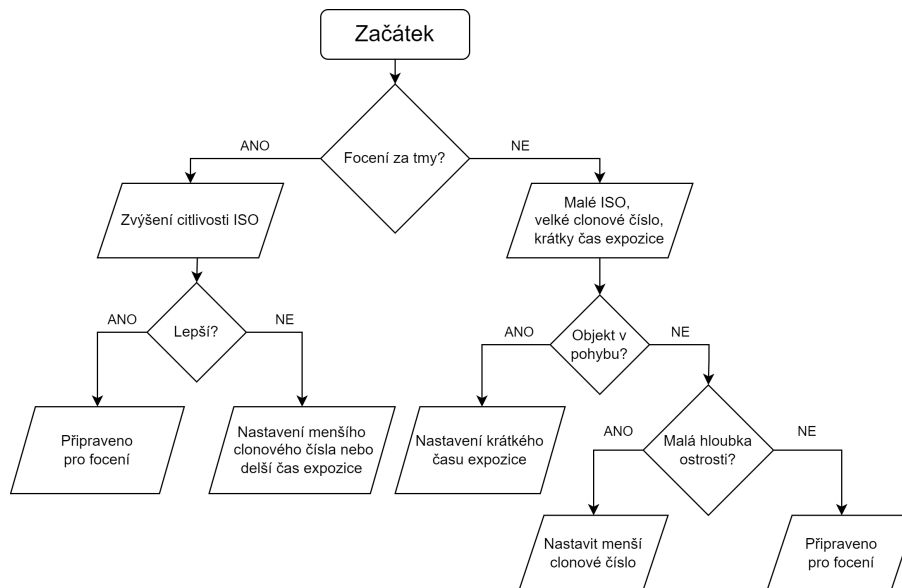 Začátek
Focení za tmy?
ANO
NE
Zvýšení citlivosti ISO
Malé ISO,
velké clonové číslo,
krátky čas expozice
Lepší?
ANO
NE
Objekt v
pohybu?
ANO
NE
Připraveno
pro focení
Nastavení menšího
clonového čísla nebo
delší čas expozice
Nastavení krátkého
času expozice
Malá hloubka
ostrosti?
ANO
NE
Nastavit menší
clonové číslo
Připraveno
pro focení